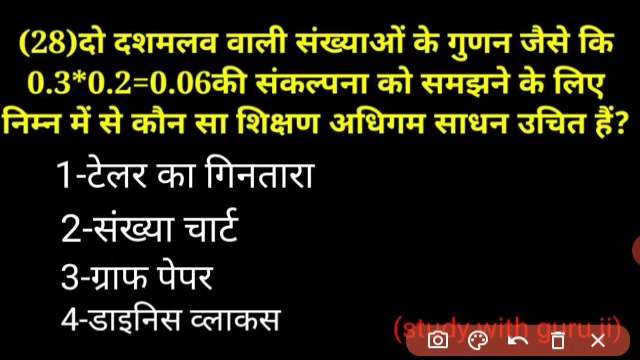 (28)दो दशमलव वाली संख्याओं के गुणन जैसे कि
0.3*0.2=0.06की संकल्पना को समझने के लिए
निम्न में से कौन सा शिक्षण अधिगम साधन उचित हैं?
1-टेलर का गिनतारा
2-संख्या चार्ट
3-ग्राफ पेपर
4-डाइनिस व्लाकस
(study with guru ji)